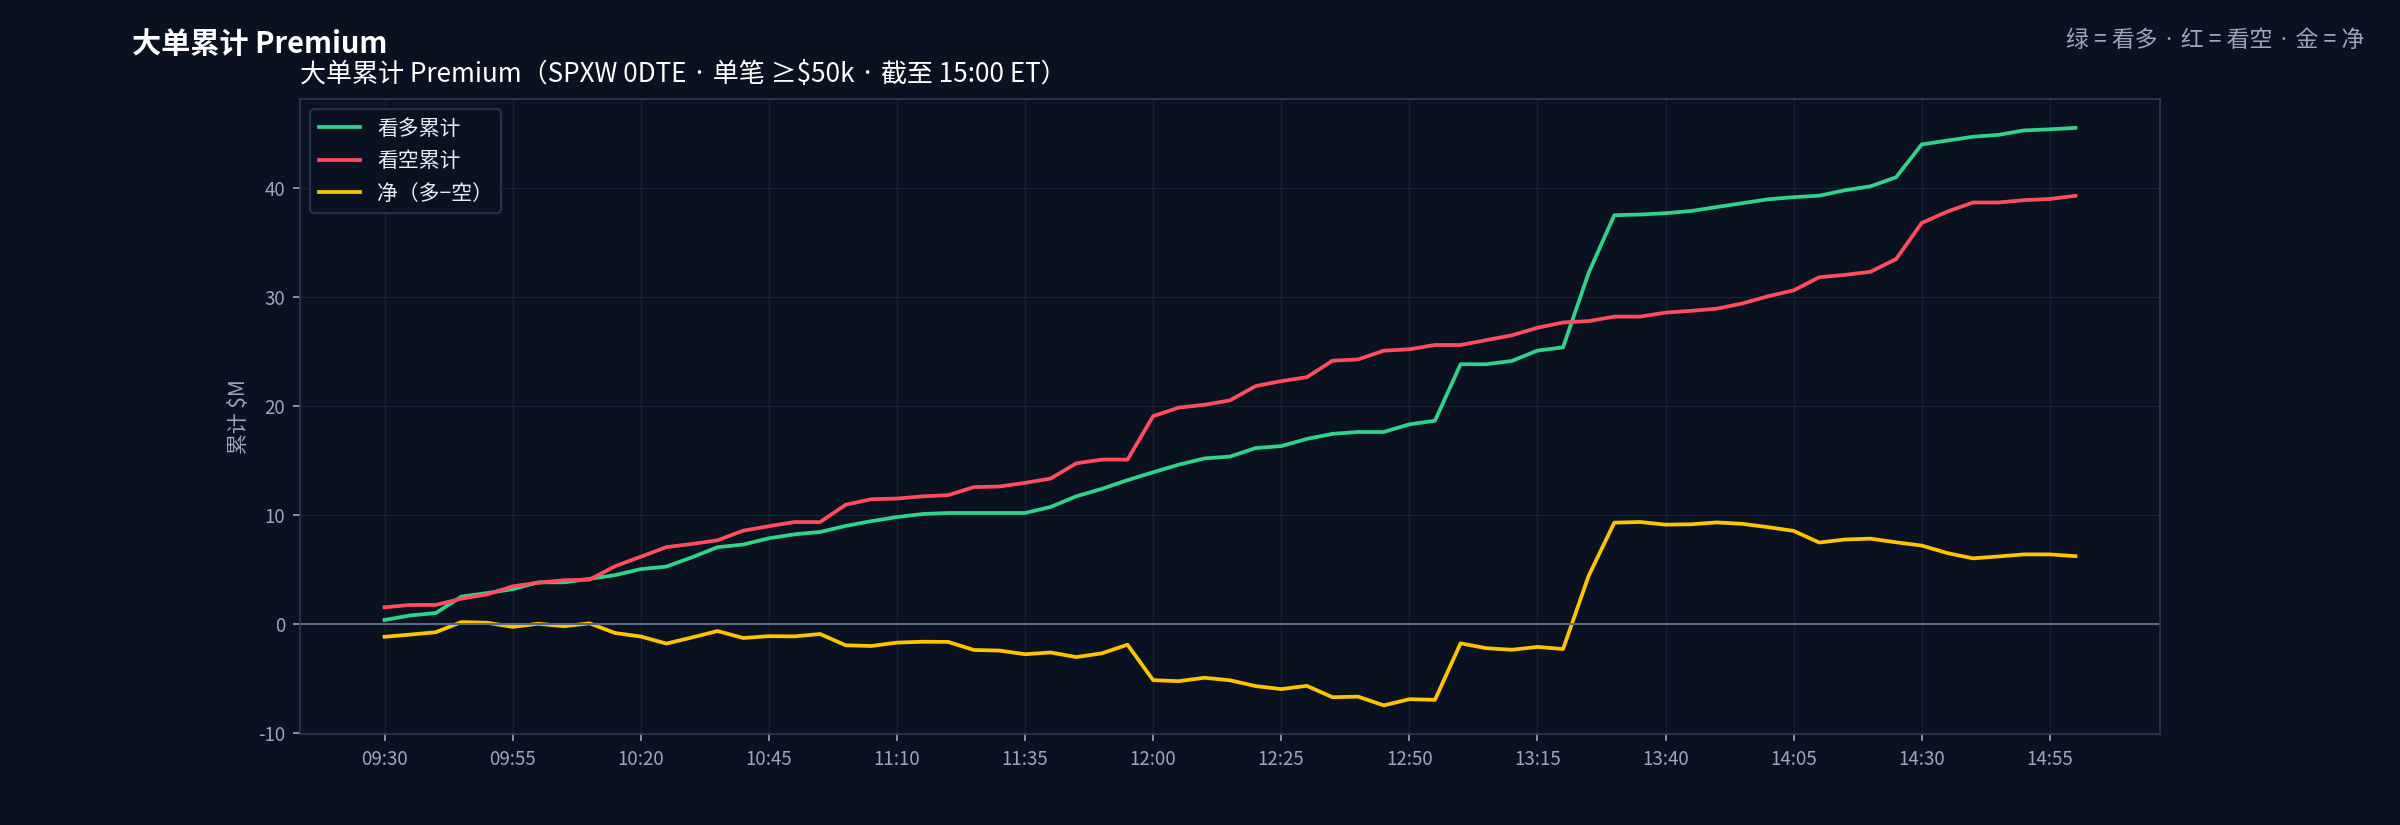 大单累计 Premium
绿 = 看多 · 红 = 看空 · 金 = 净
大单累计 Premium（SPXW 0DTE · 单笔 ≥$50k · 截至 15:00 ET）
看多累计
看空累计
净（多−空）
累计 $M
40
30
20
10
0
-10
09:30 09:55 10:20 10:45 11:10 11:35 12:00 12:25 12:50 13:15 13:40 14:05 14:30 14:55